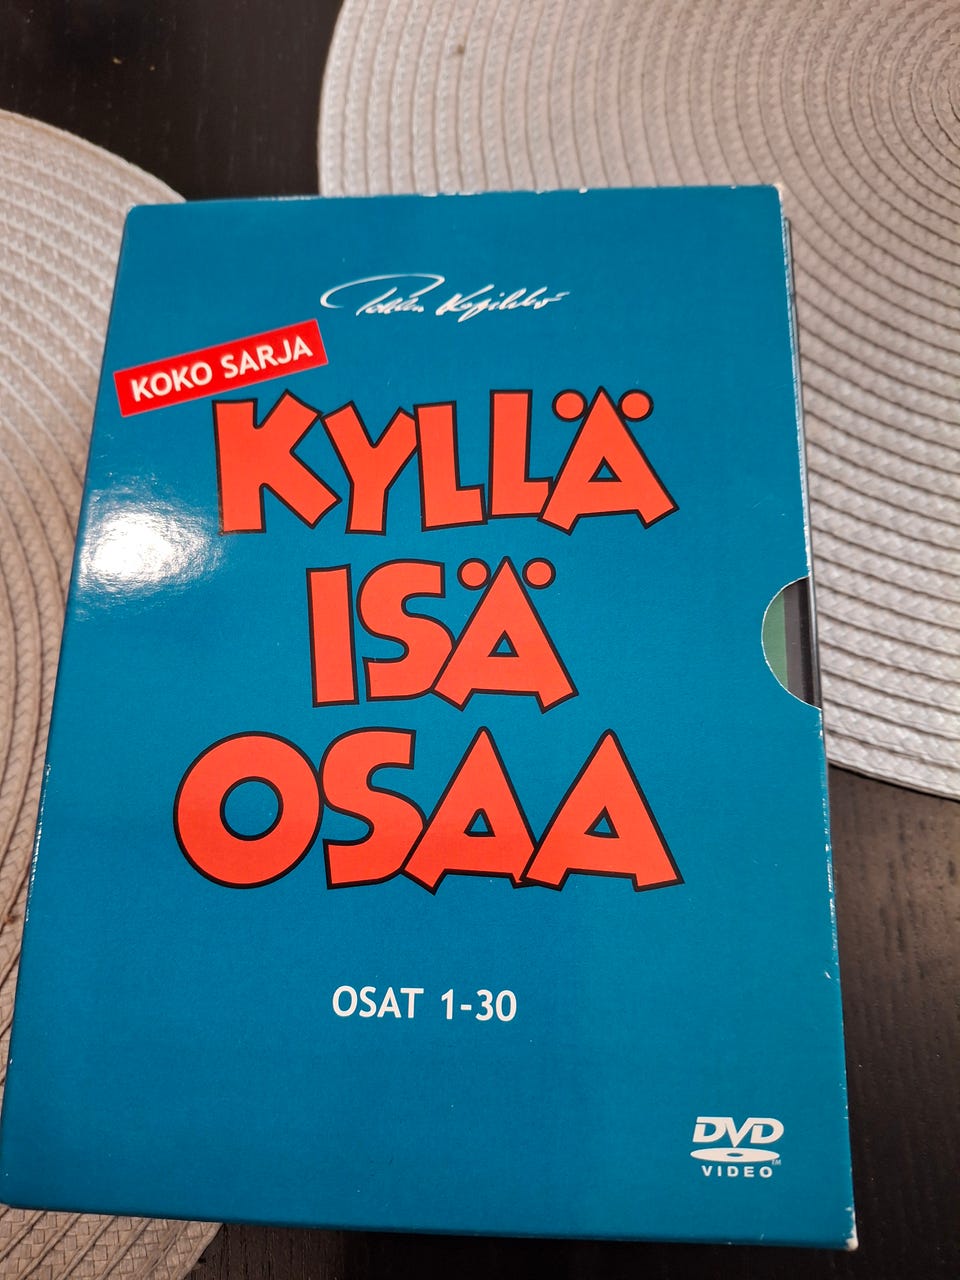 KOKO SARJA
KYLLÄ
ISÄ
OSAA
OSAT 1-30
DVD
VIDEO